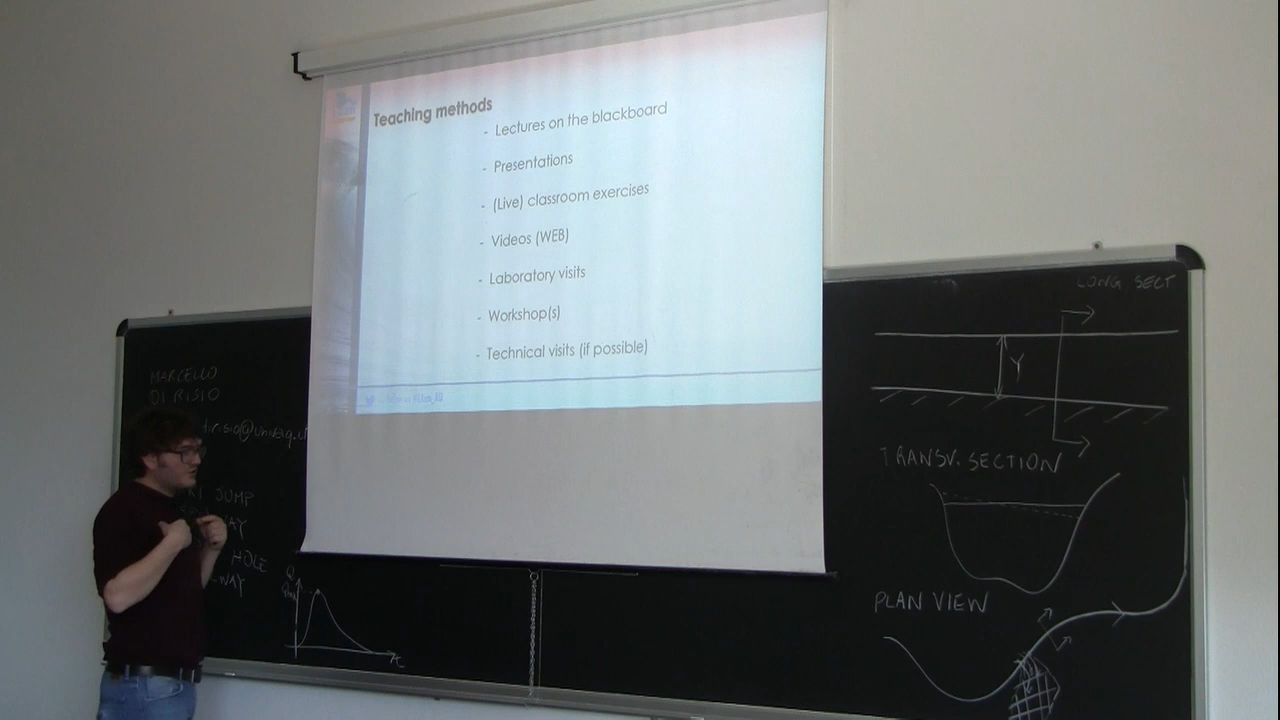 Teaching methods
- Lectures on the blackboard
- Presentations
- (Live) classroom exercises
- Videos (WEB)
- Laboratory visits
- Workshop(s)
- Technical visits (if possible)
MARCELLO
DI RISIO
JUMP
HOLE
Q
LONG SECT
Y
TRANSV. SECTION
PLAN VIEW